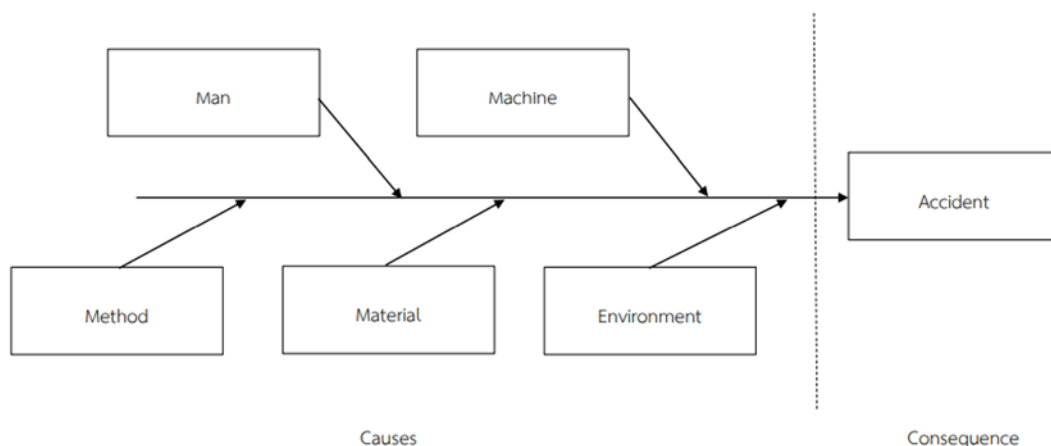 Man
Machine
Accident
Method
Material
Environment
Causes
Consequence